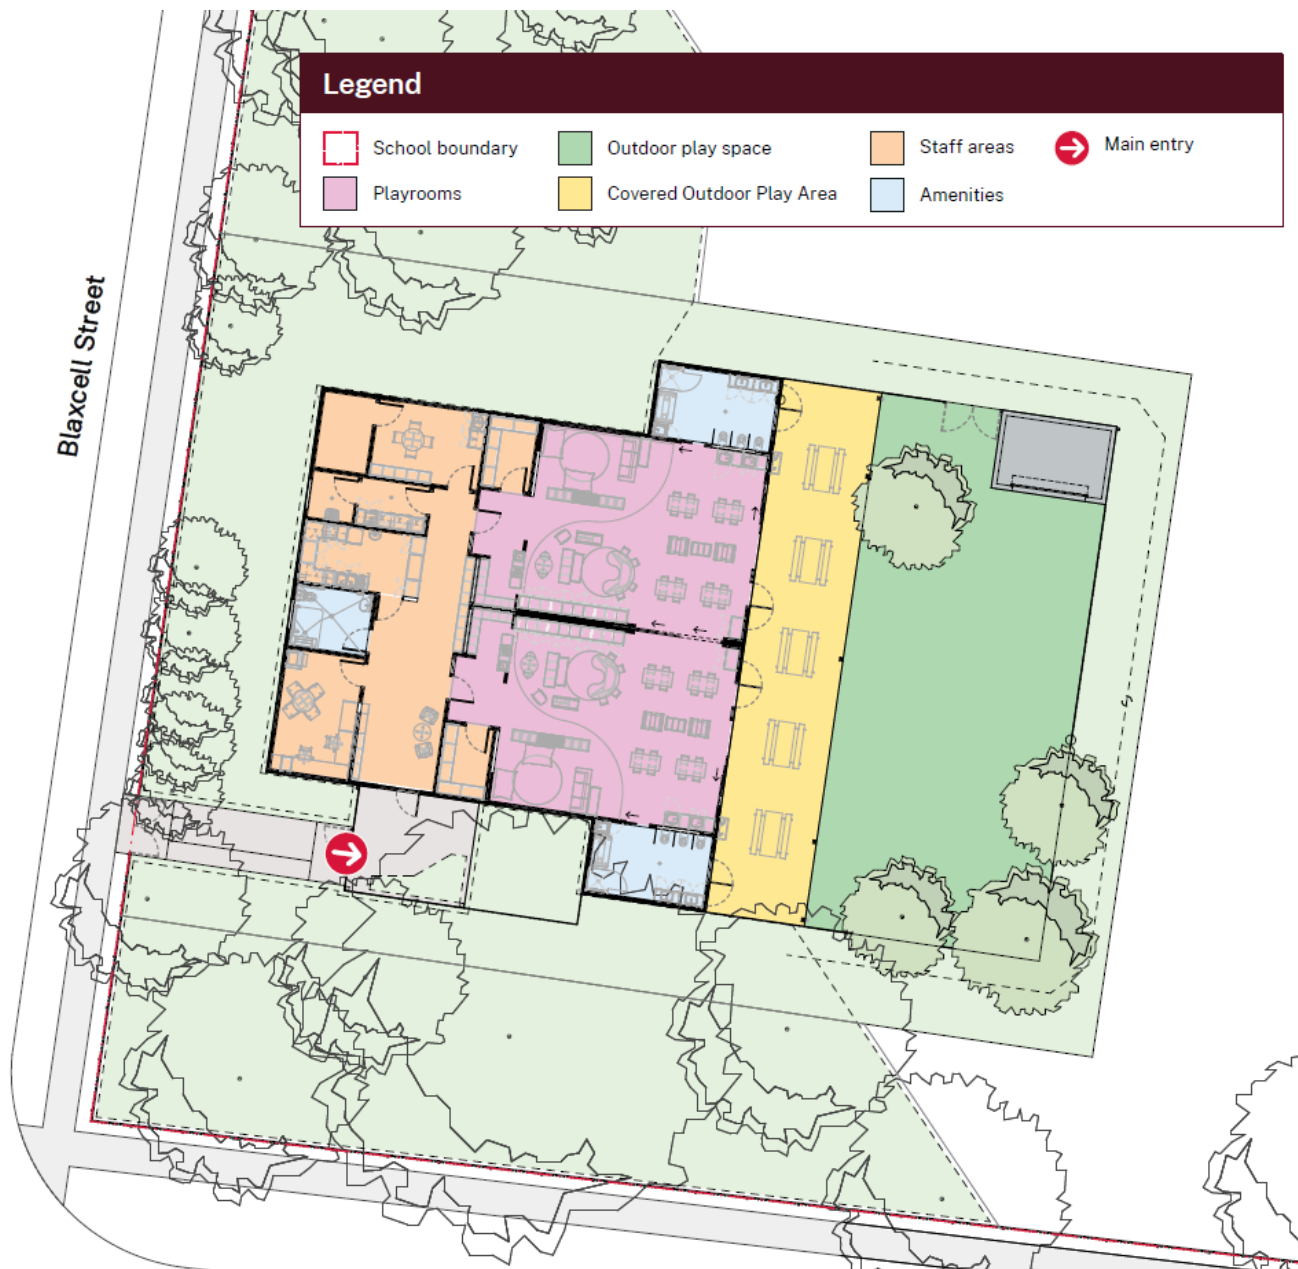 Legend
School boundary
Outdoor play space
Staff areas
Main entry
Playrooms
Covered Outdoor Play Area
Amenities
Blaxcell Street